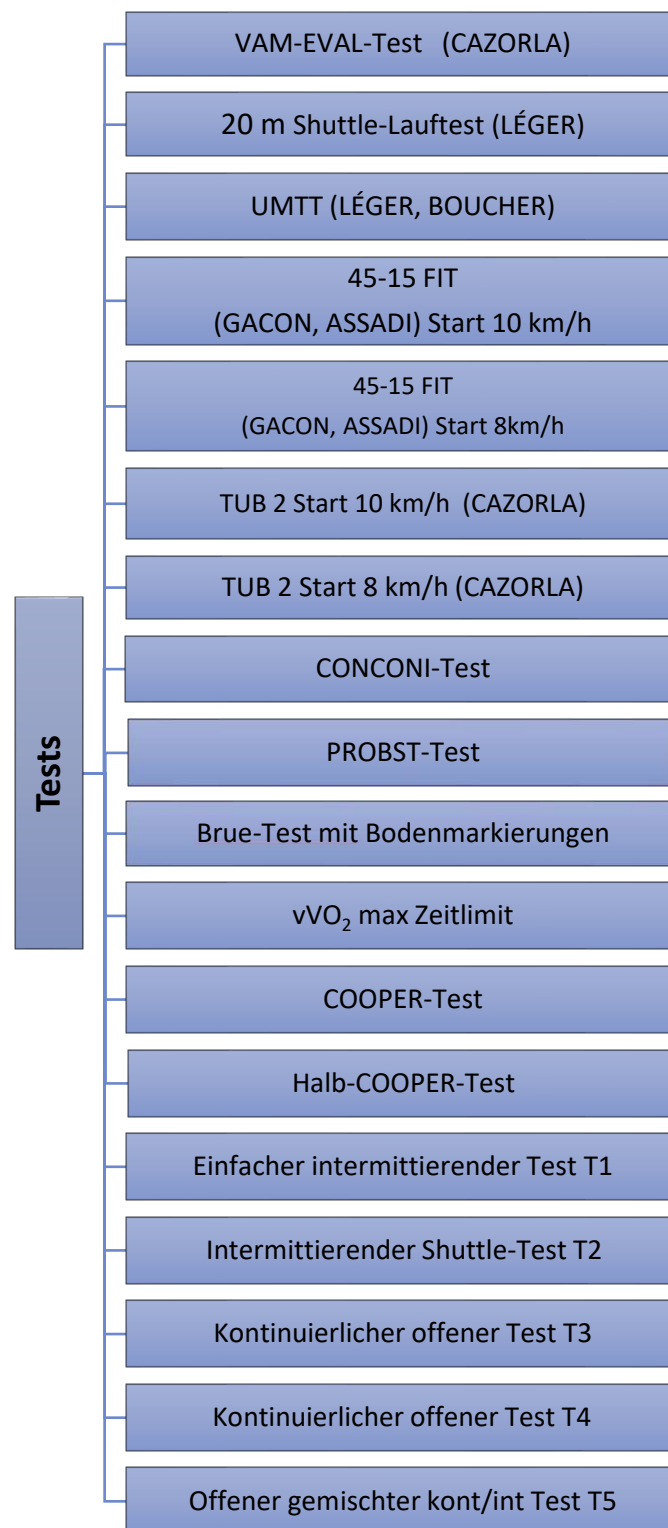 VAM-EVAL-Test (CAZORLA)
20 m Shuttle-Lauftest (LÉGER)
UMTT (LÉGER, BOUCHER)
45-15 FIT
(GACON, ASSADI) Start 10 km/h
45-15 FIT
(GACON, ASSADI) Start 8km/h
TUB 2 Start 10 km/h (CAZORLA)
TUB 2 Start 8 km/h (CAZORLA)
CONCONI-Test
Tests
PROBST-Test
Brue-Test mit Bodenmarkierungen
vVO₂ max Zeitlimit
COOPER-Test
Halb-COOPER-Test
Einfacher intermittierender Test T1
Intermittierender Shuttle-Test T2
Kontinuierlicher offener Test T3
Kontinuierlicher offener Test T4
Offener gemischter kont/int Test T5